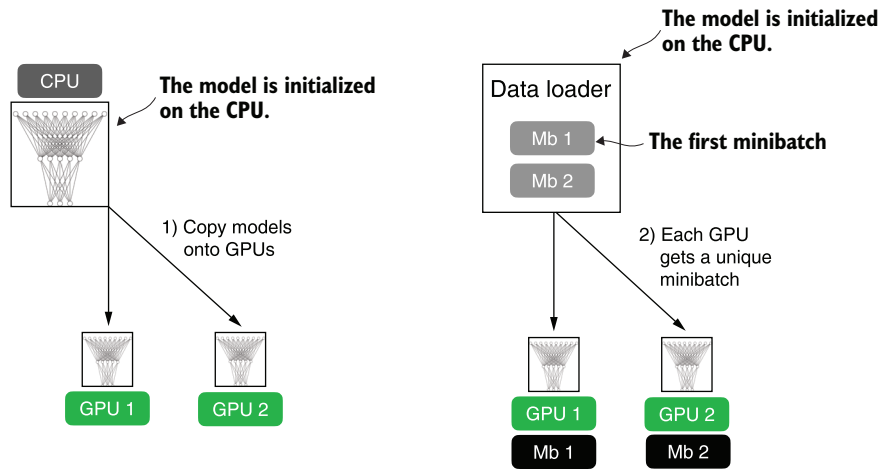 CPU
The model is initialized
on the CPU.
1) Copy models
onto GPUs
GPU 1
GPU 2
The model is initialized
on the CPU.
Data loader
Mb 1
The first minibatch
Mb 2
2) Each GPU
gets a unique
minibatch
GPU 1
GPU 2
Mb 1
Mb 2